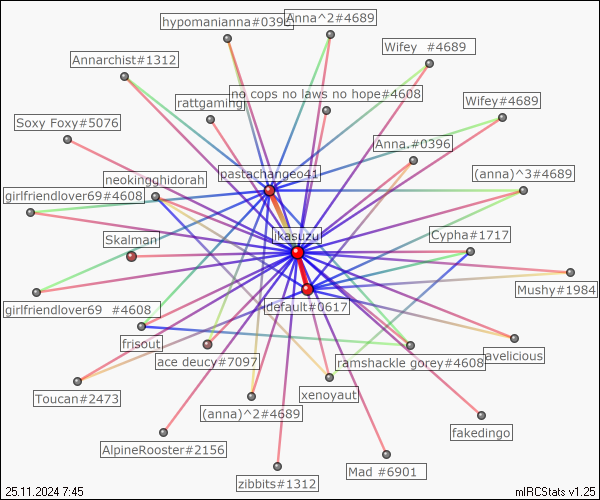 hypomanianna#0396
Anna^2#4689
Wifey #4689
Annarchist#1312
no cops no laws no hope#4608
rattgaming
Wifey#4689
Soxy Foxy#5076
Anna.#0396
pastachangeo41
neokingghidorah
(anna)^3#4689
girlfriendlover69#4608
ikasuzu
Cypha#1717
Skalman
Mushy#1984
default#0617
girlfriendlover69 #4608
frisout
ace deucy#7097
ramshackle gorey#4608
avelicious
Toucan#2473
xenoyaut
(anna)^2#4689
fakedingo
AlpineRooster#2156
Mad #6901
zibbits#1312
25.11.2024 7:45
mIRCStats v1.25